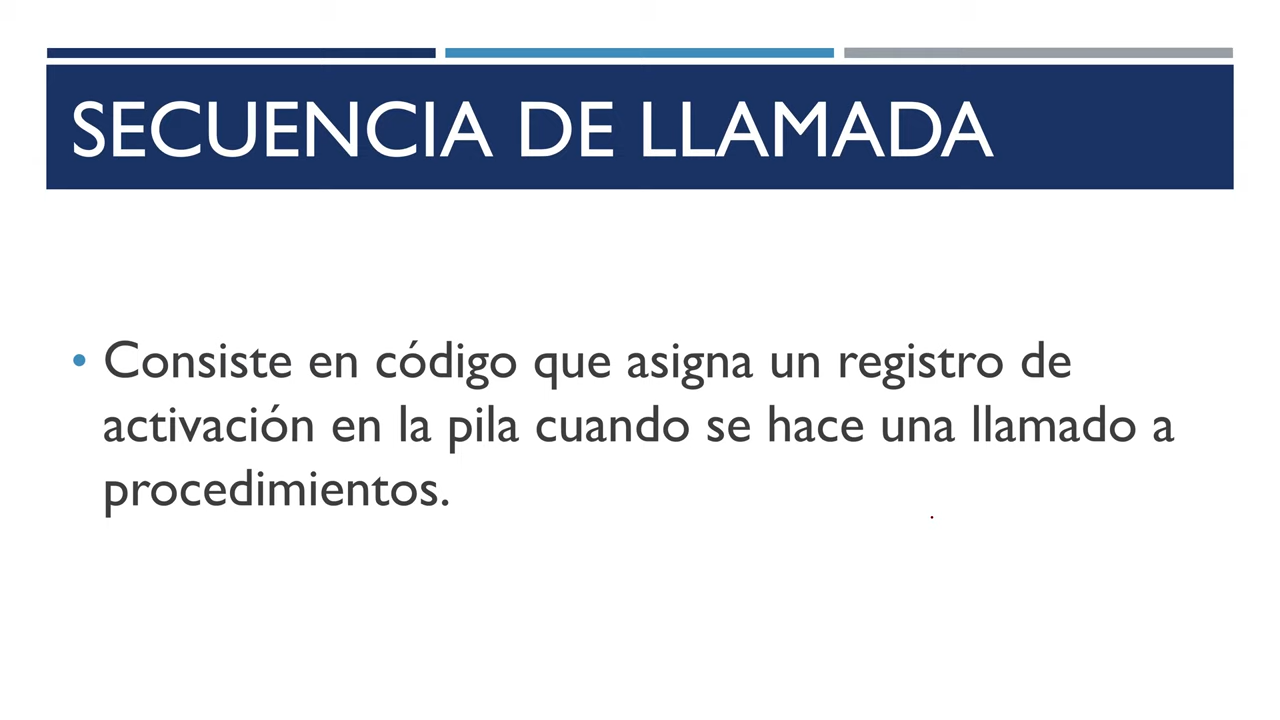 SECUENCIA DE LLAMADA
• Consiste en código que asigna un registro de
activación en la pila cuando se hace una llamado a
procedimientos.